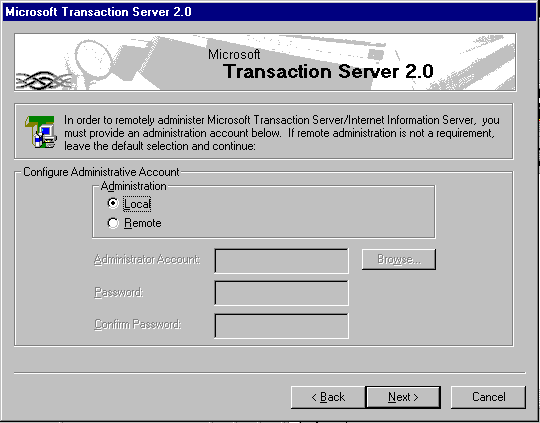 Microsoft Transaction Server 2.0
Microsoft
Transaction Server 2.0
In order to remotely administer Microsoft Transaction Server/Internet Information Server, you
must provide an administration account below. If remote administration is not a requirement,
leave the default selection and continue:
Configure Administrative Account
Administration
Local
Remote
Administrator Account:
Browse...
Password:
Confirm Password:
< Back
Next >
Cancel